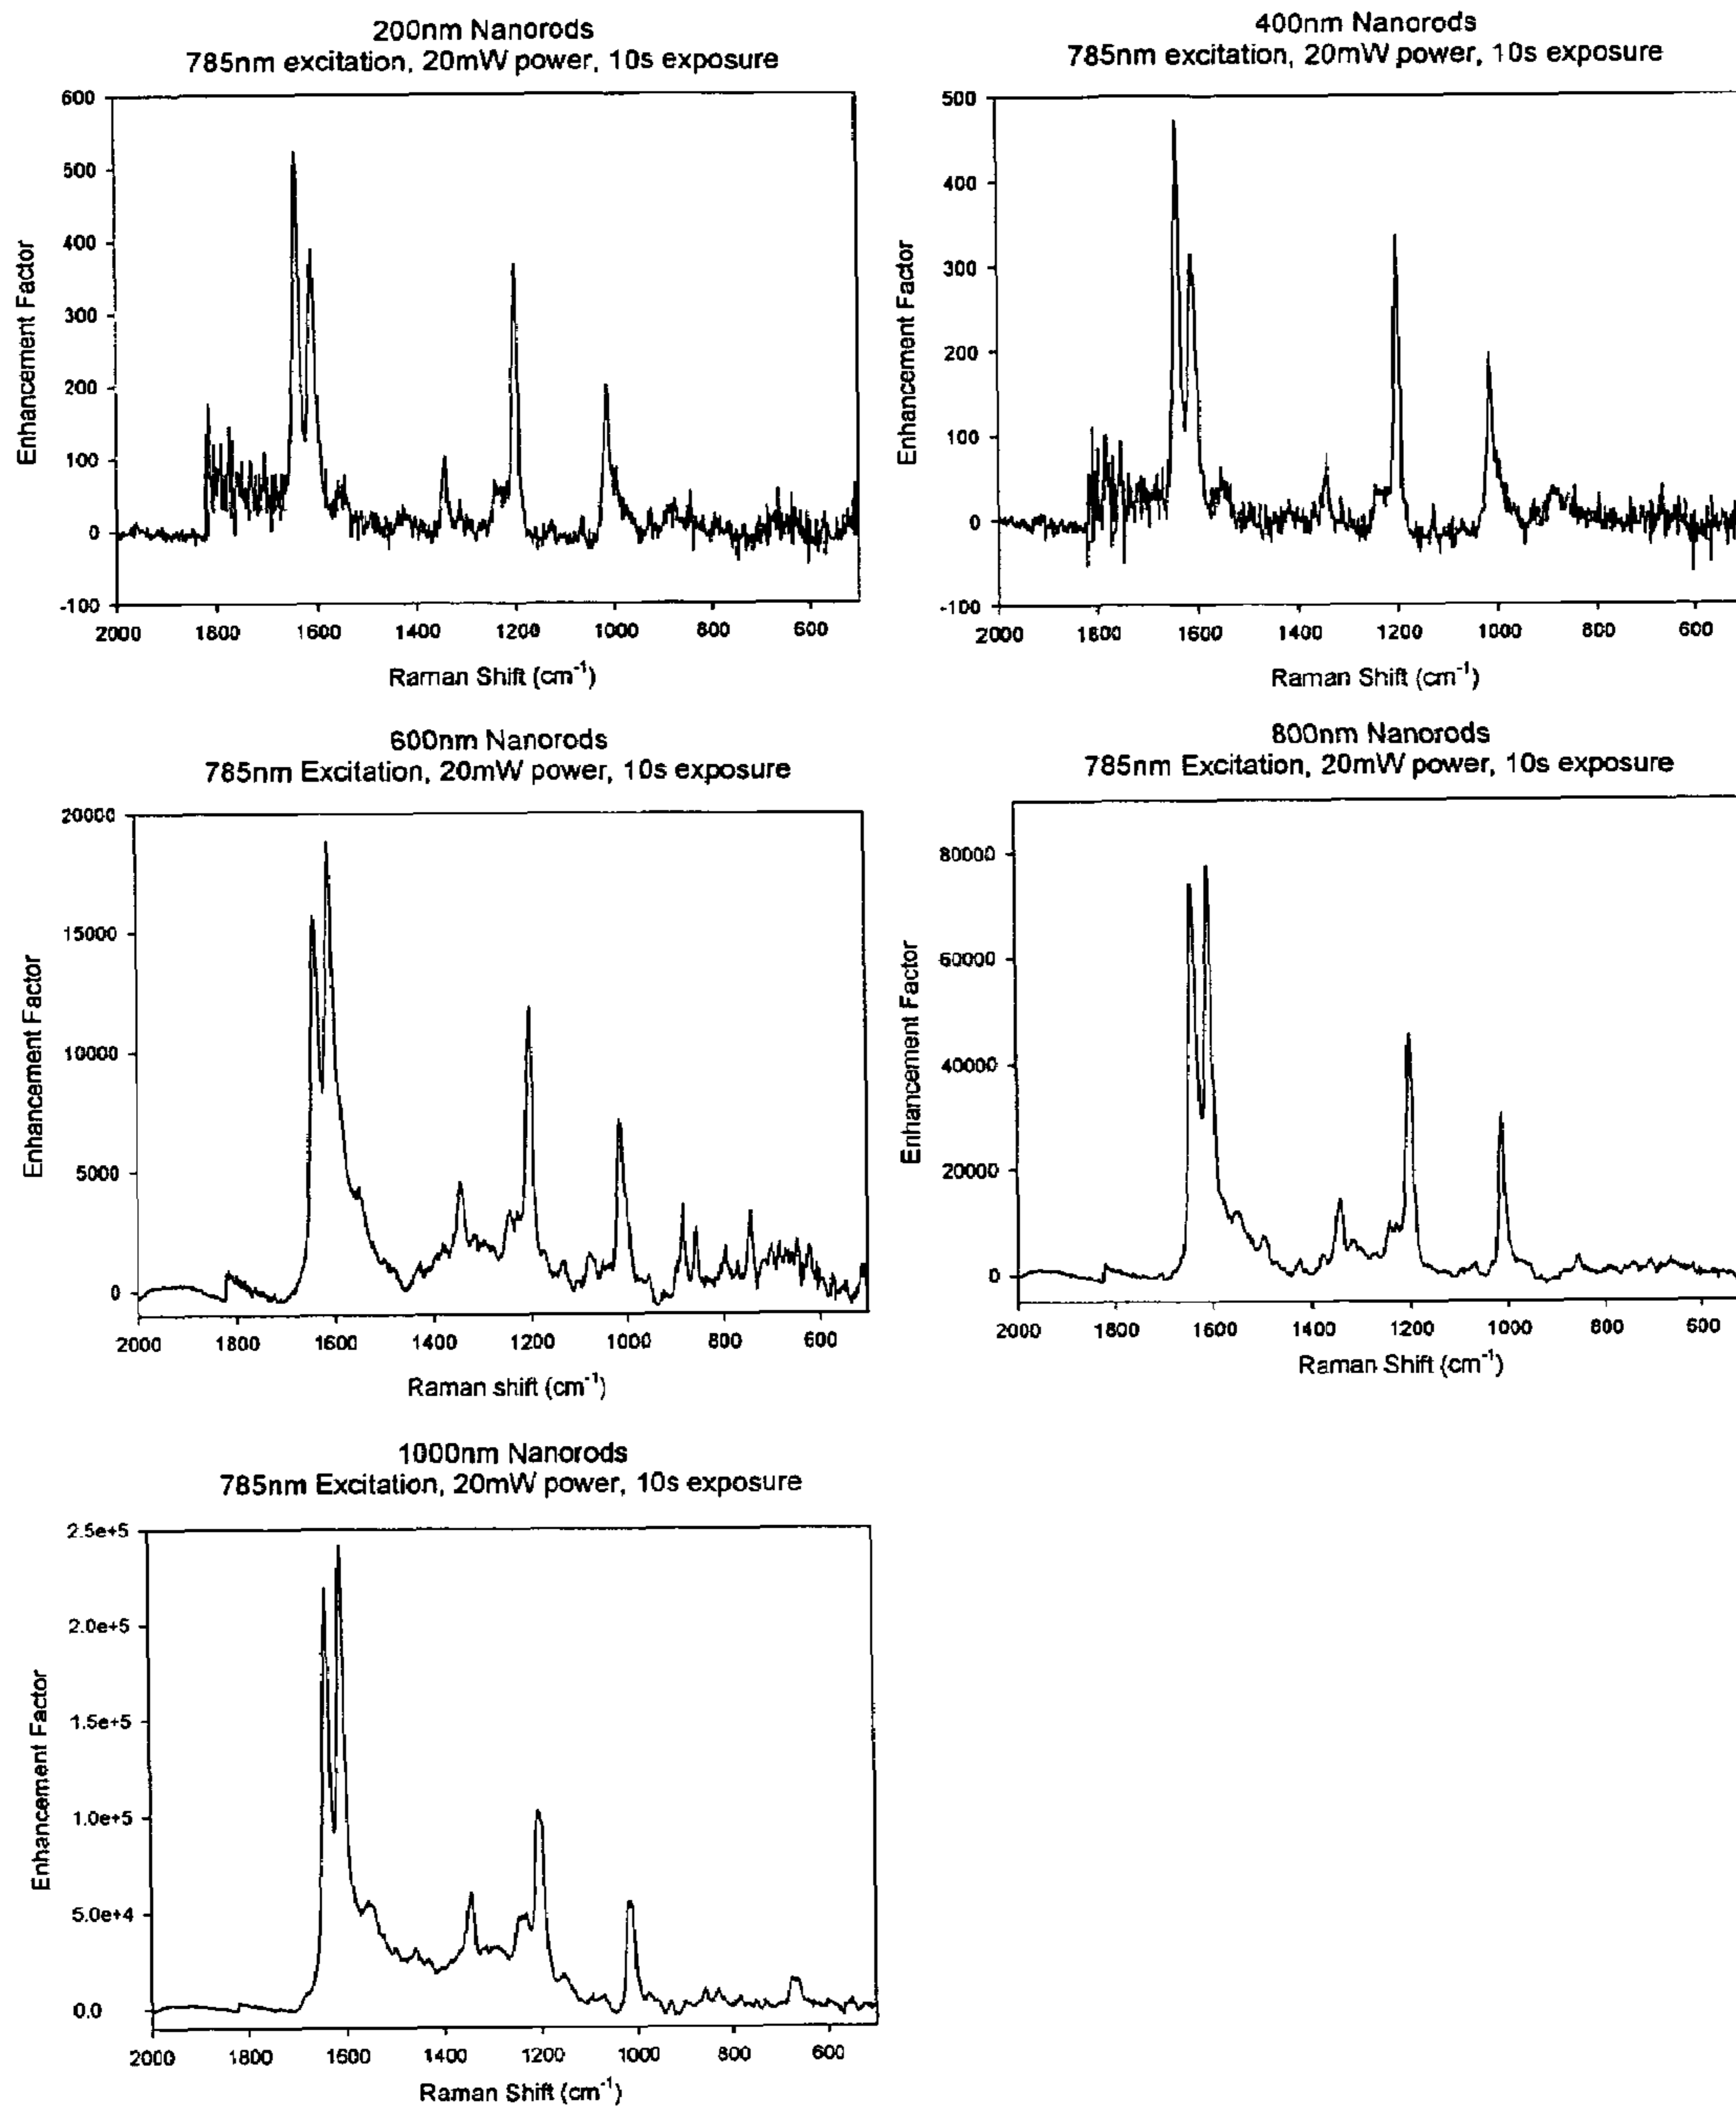 200nm Nanorods
785nm excitation, 20mW power, 10s exposure
600
500
400
300
200
100
0
-100
Enhancement Factor
2000 1800 1600 1400 1200 1000 800 600
Raman Shift (cm⁻¹)
400nm Nanorods
785nm excitation, 20mW power, 10s exposure
500
400
300
200
100
0
-100
Enhancement Factor
2000 1800 1600 1400 1200 1000 800 600
Raman Shift (cm⁻¹)
600nm Nanorods
785nm Excitation, 20mW power, 10s exposure
20000
15000
10000
5000
0
Enhancement Factor
2000 1800 1600 1400 1200 1000 800 600
Raman shift (cm⁻¹)
800nm Nanorods
785nm Excitation, 20mW power, 10s exposure
80000
60000
40000
20000
0
Enhancement Factor
2000 1800 1600 1400 1200 1000 800 600
Raman Shift (cm⁻¹)
1000nm Nanorods
785nm Excitation, 20mW power, 10s exposure
2.5e+5
2.0e+5
1.5e+5
1.0e+5
5.0e+4
0.0
Enhancement Factor
2000 1800 1600 1400 1200 1000 800 600
Raman Shift (cm⁻¹)